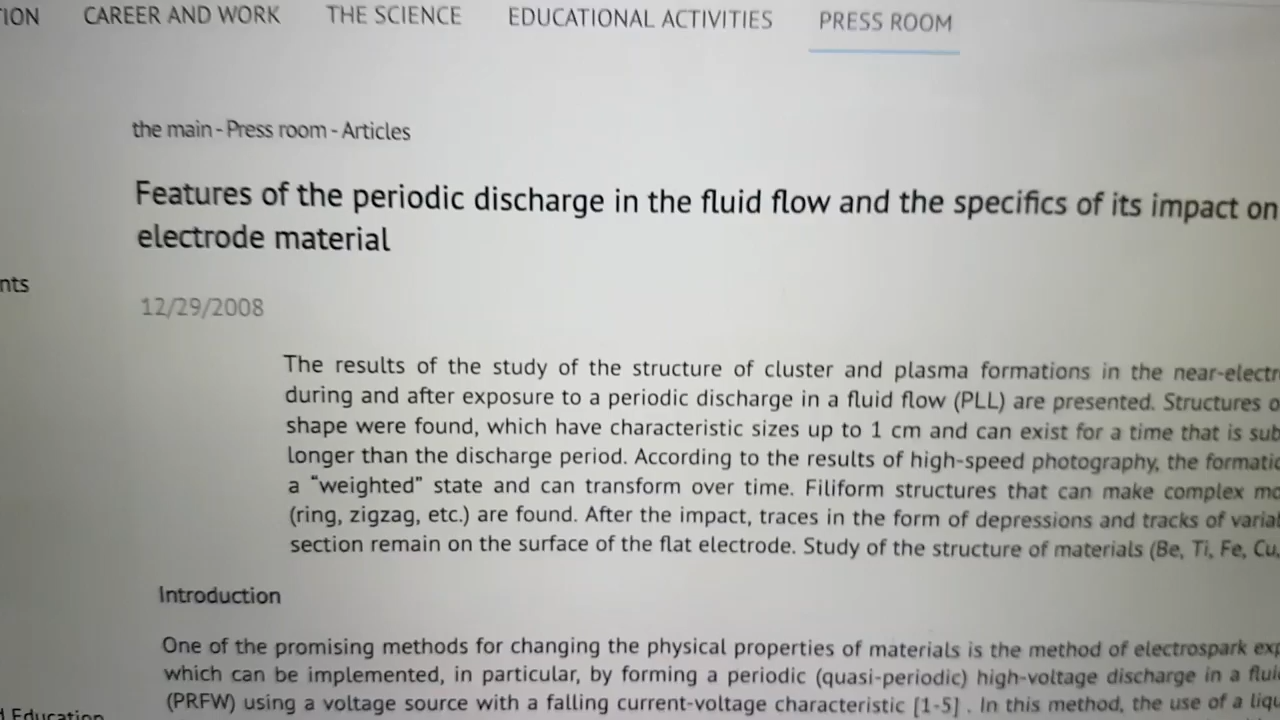 ION CAREER AND WORK THE SCIENCE EDUCATIONAL ACTIVITIES PRESS ROOM
the main - Press room - Articles
Features of the periodic discharge in the fluid flow and the specifics of its impact on
electrode material
nts
12/29/2008
The results of the study of the structure of cluster and plasma formations in the near-electr
during and after exposure to a periodic discharge in a fluid flow (PLL) are presented. Structures o
shape were found, which have characteristic sizes up to 1 cm and can exist for a time that is sub
longer than the discharge period. According to the results of high-speed photography, the formatio
a “weighted” state and can transform over time. Filiform structures that can make complex mo
(ring, zigzag, etc.) are found. After the impact, traces in the form of depressions and tracks of varia
section remain on the surface of the flat electrode. Study of the structure of materials (Be, Ti, Fe, Cu,
Introduction
One of the promising methods for changing the physical properties of materials is the method of electrospark exp
which can be implemented, in particular, by forming a periodic (quasi-periodic) high-voltage discharge in a flui
(PRFW) using a voltage source with a falling current-voltage characteristic [1-5] . In this method, the use of a liqu
d Education